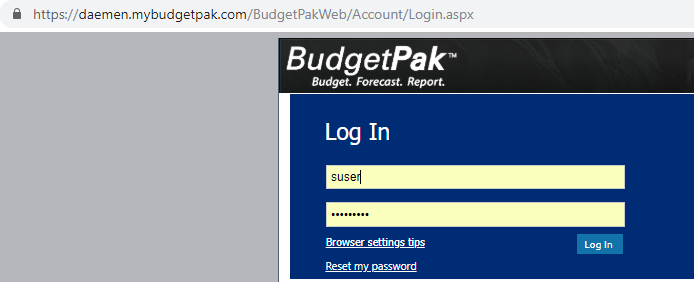 https://daemen.mybudgetpak.com/BudgetPakWeb/Account/Login.aspx
BudgetPak™
Budget. Forecast. Report.
Log In
suser
•••••••••
Browser settings tips
Log In
Reset my password